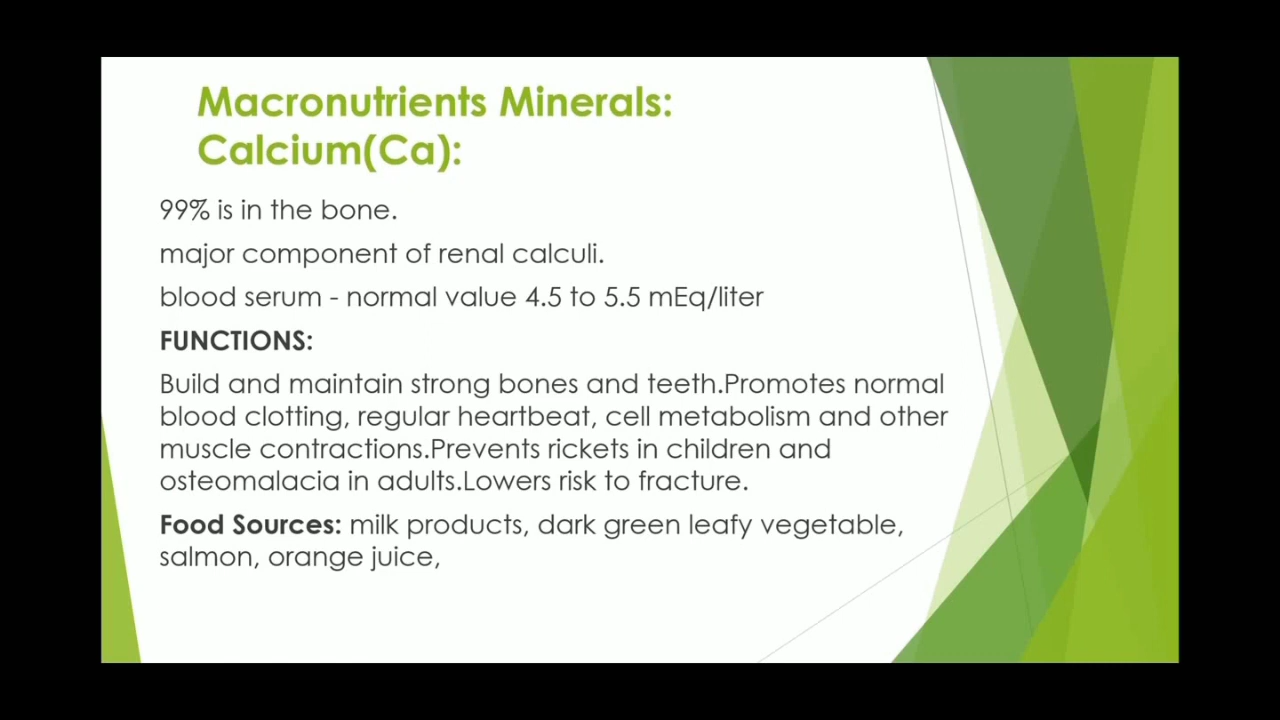 Macronutrients Minerals:
Calcium(Ca):
99% is in the bone.
major component of renal calculi.
blood serum - normal value 4.5 to 5.5 mEq/liter
FUNCTIONS:
Build and maintain strong bones and teeth.Promotes normal
blood clotting, regular heartbeat, cell metabolism and other
muscle contractions.Prevents rickets in children and
osteomalacia in adults.Lowers risk to fracture.
Food Sources: milk products, dark green leafy vegetable,
salmon, orange juice,